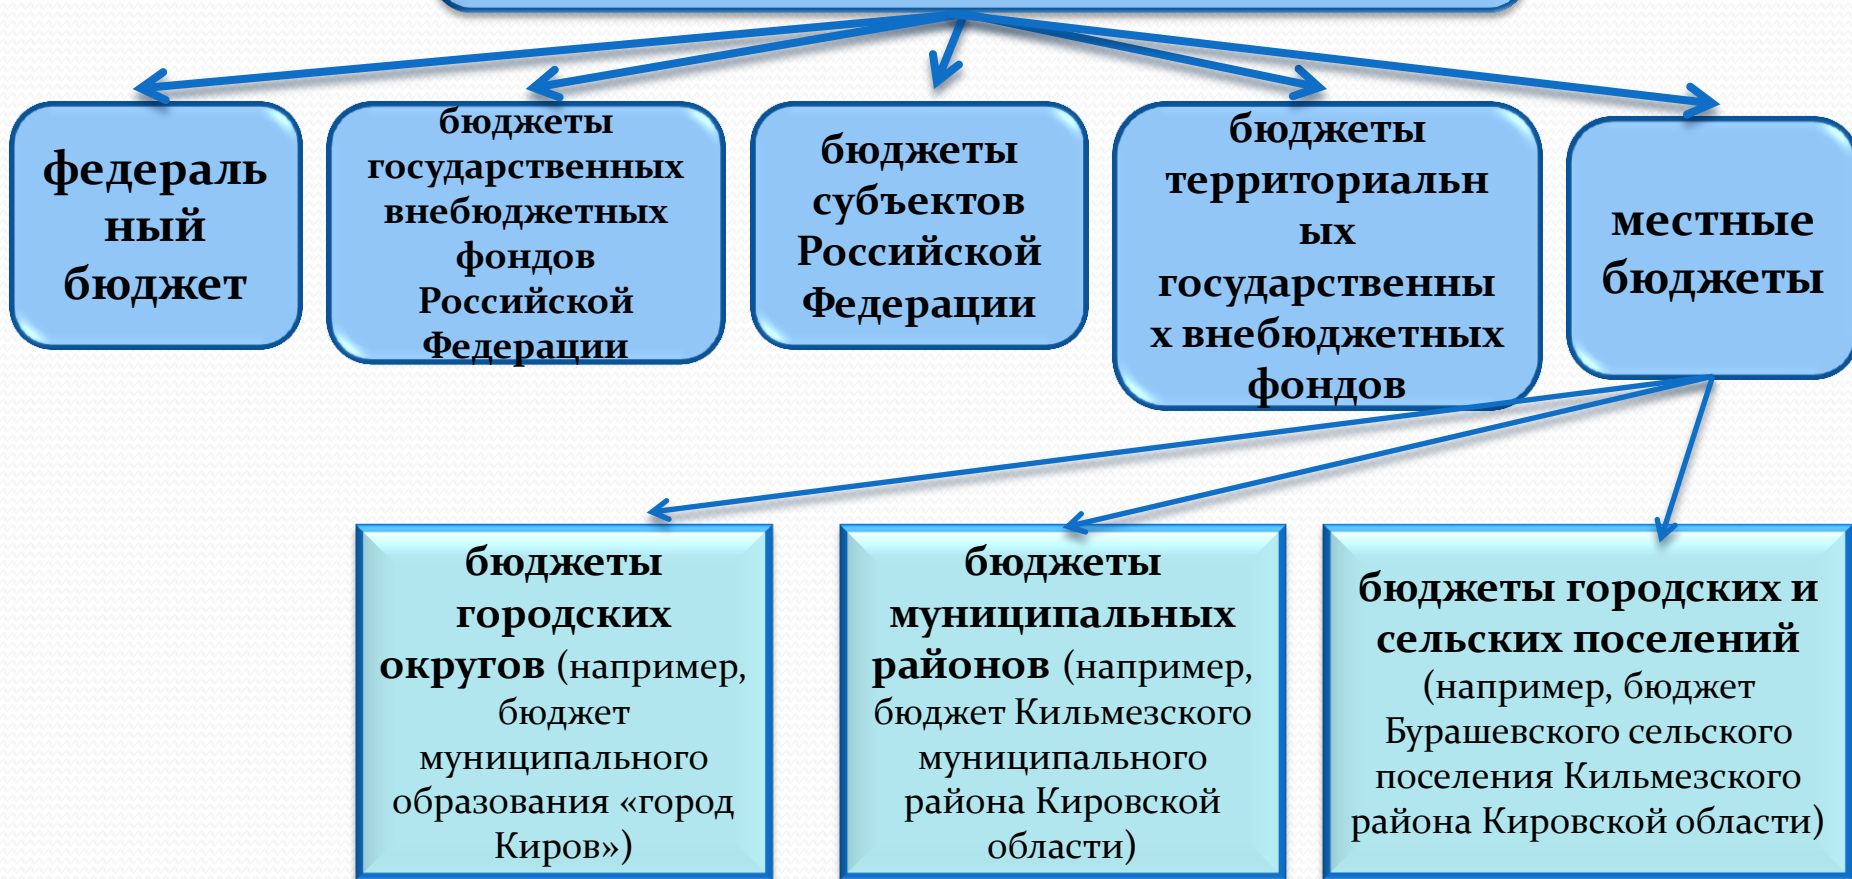 федераль
ный
бюджет
бюджеты
государственных
внебюджетных
фондов
Российской
Федерации
бюджеты
субъектов
Российской
Федерации
бюджеты
территориальн
ых
государственны
х внебюджетных
фондов
местные
бюджеты
бюджеты
городских
округов (например,
бюджет
муниципального
образования «город
Киров»)
бюджеты
муниципальных
районов (например,
бюджет Кильмезского
муниципального
района Кировской
области)
бюджеты городских и
сельских поселений
(например, бюджет
Бурашевского сельского
поселения Кильмезского
района Кировской области)